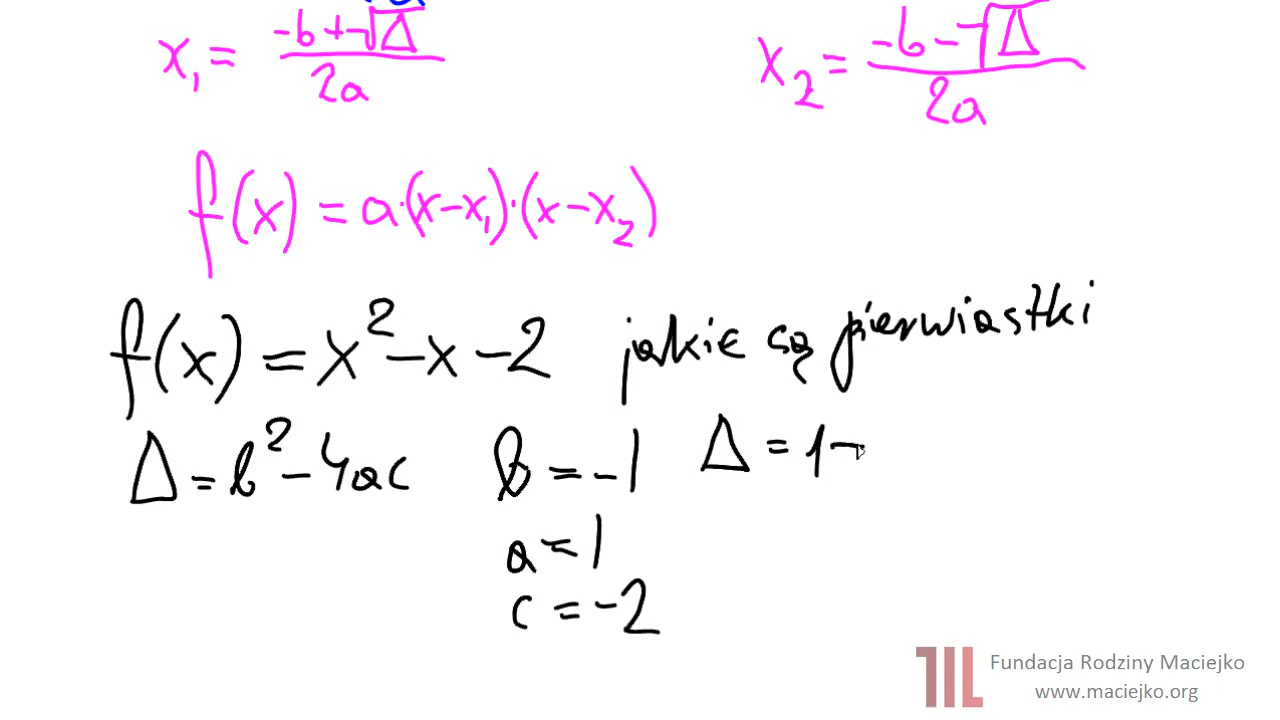 x₁ = (-b+√Δ)/2a x₂ = (-b-√Δ)/2a
f(x) = a·(x-x₁)·(x-x₂)
f(x) = x²-x-2 jakie są pierwiastki
Δ = b²-4ac b = -1 Δ = 1-
a = 1
c = -2
Fundacja Rodziny Maciejko
www.maciejko.org